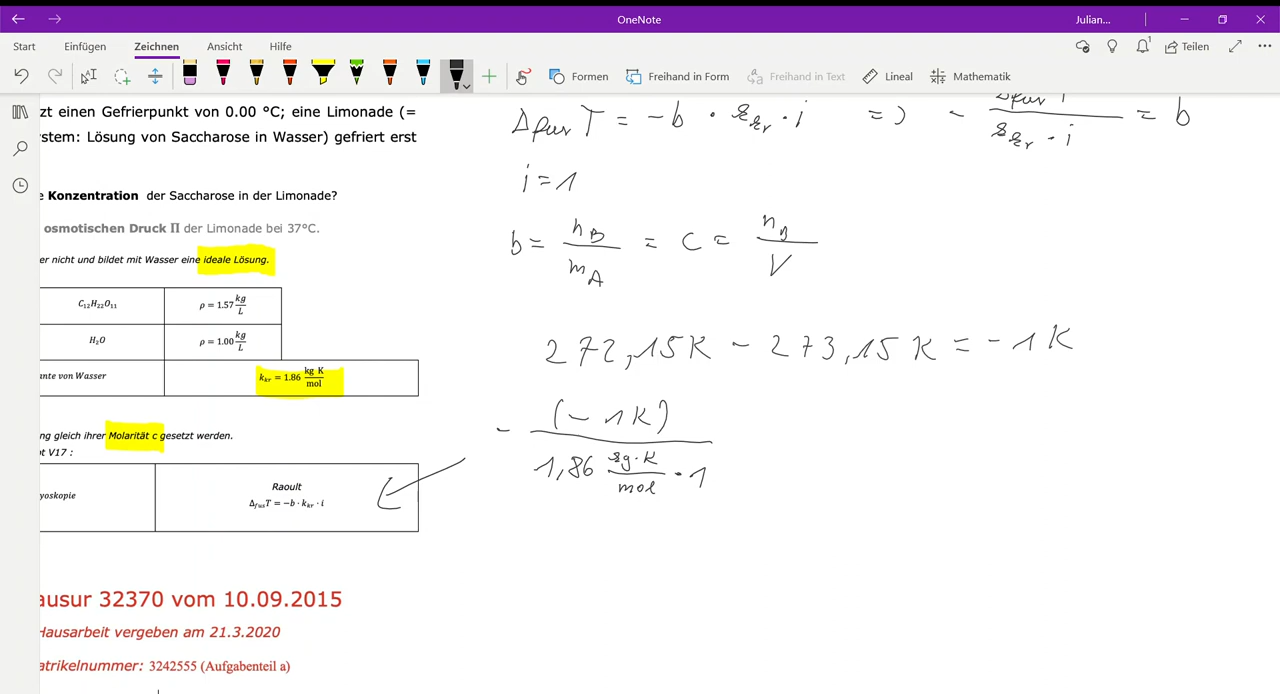 OneNote
Julian...
Start Einfügen Zeichnen Ansicht Hilfe
1 Teilen
Formen Freihand in Form Freihand in Text Lineal Mathematik
zt einen Gefrierpunkt von 0.00 °C; eine Limonade (=
ystem: Lösung von Saccharose in Wasser) gefriert erst
e Konzentration der Saccharose in der Limonade?
osmotischen Druck Π der Limonade bei 37°C.
er nicht und bildet mit Wasser eine ideale Lösung.
C₁₂H₂₂O₁₁ ρ = 1.57 kg/L
H₂O ρ = 1.00 kg/L
ante von Wasser k_kr = 1.86 kg K/mol
ng gleich ihrer Molarität c gesetzt werden.
ot V17 :
yoskopie
Raoult
Δ_fus T = −b · k_kr · i
ausur 32370 vom 10.09.2015
Hausarbeit vergeben am 21.3.2020
atrikelnummer: 3242555 (Aufgabenteil a)
Δfus T = -b · k_kr · i => - Δfus T / k_kr · i = b
i = 1
b = n_B / m_A = c = n_B / V
272,15K - 273,15K = -1K
- (-1K) / 1,86 kg·K/mol · 1